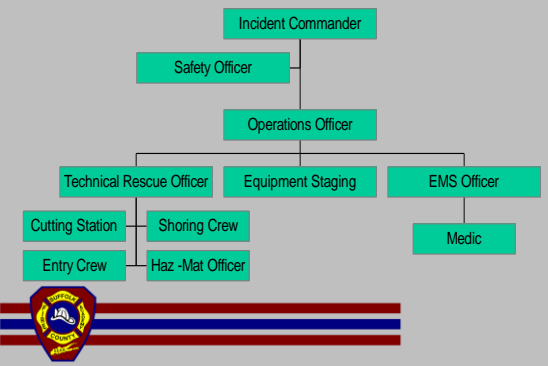 Incident Commander
Safety Officer
Operations Officer
Technical Rescue Officer
Equipment Staging
EMS Officer
Cutting Station
Shoring Crew
Medic
Entry Crew
Haz -Mat Officer
SUFFOLK
COUNTY